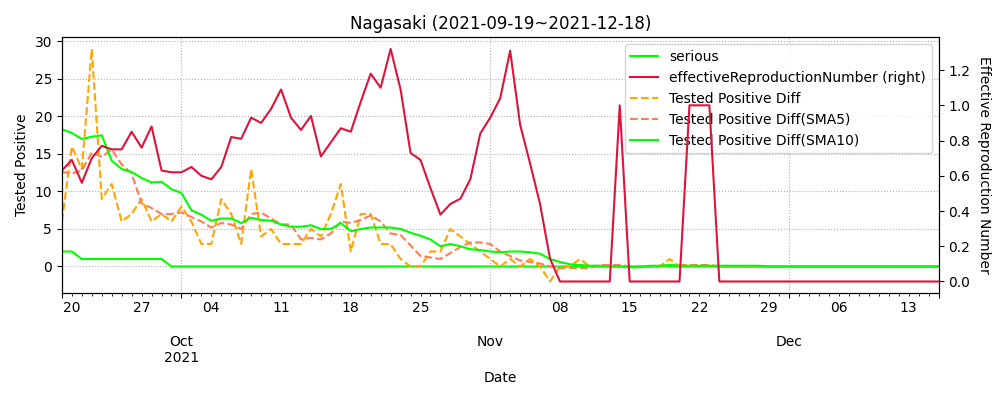 Nagasaki (2021-09-19~2021-12-18)
serious
effectiveReproductionNumber (right)
Tested Positive Diff
Tested Positive Diff(SMA5)
Tested Positive Diff(SMA10)
Tested Positive
30
25
20
15
10
5
0
Effective Reproduction Number
1.2
1.0
0.8
0.6
0.4
0.2
0.0
20 27 04 11 18 25 08 15 22 29 06 13
Oct Nov Dec
2021
Date